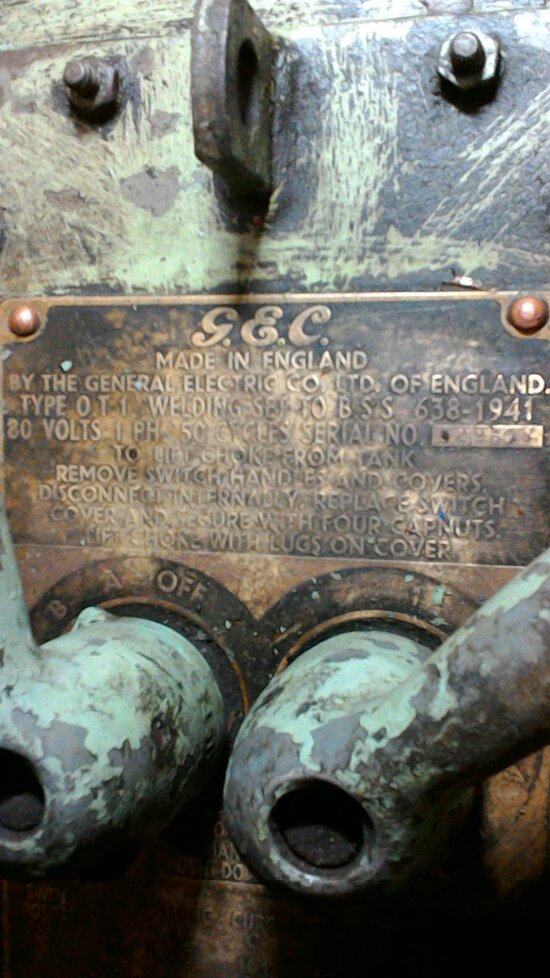 G.E.C.
MADE IN ENGLAND
BY THE GENERAL ELECTRIC CO. LTD. OF ENGLAND.
TYPE O T 1. WELDING SET TO B.S.S. 638-1941
80 VOLTS 1 PH. 50 CYCLES SERIAL NO.
TO LIFT CHOKE FROM TANK
REMOVE SWITCH HANDLES AND COVERS.
DISCONNECT INTERNALLY. REPLACE SWITCH
COVER AND SECURE WITH FOUR CAPNUTS.
LIFT CHOKE WITH LUGS ON COVER
B A OFF
DO